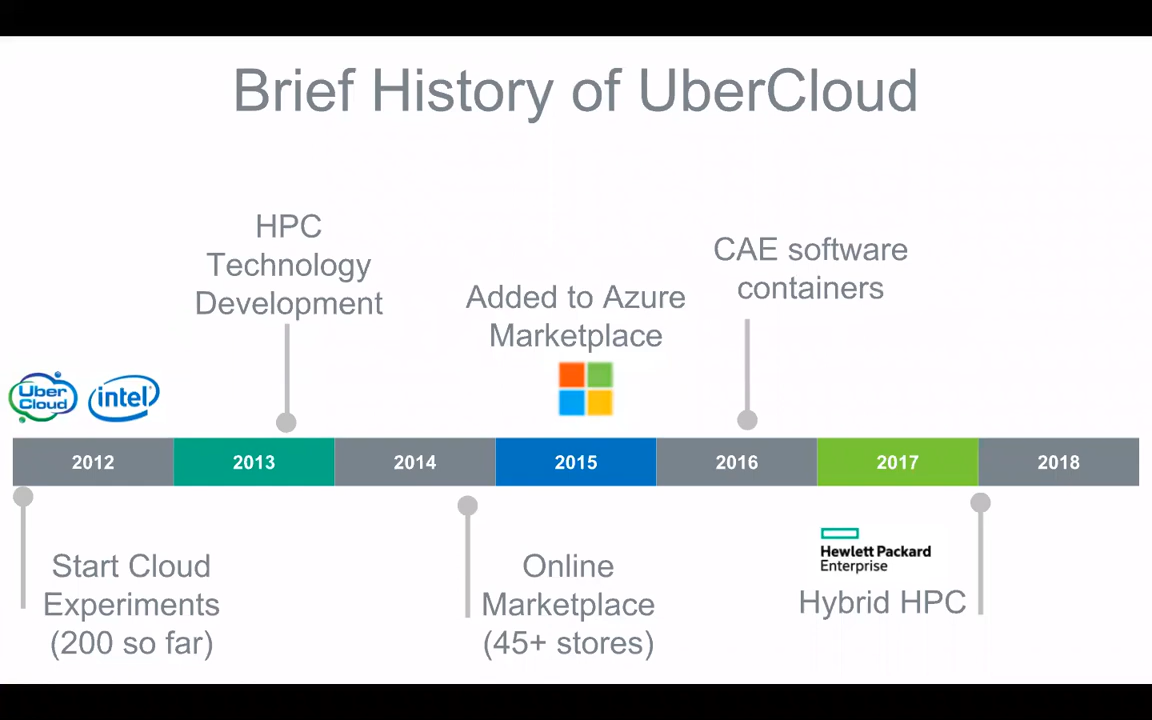 Brief History of UberCloud
HPC
Technology
Development
CAE software
containers
Added to Azure
Marketplace
Uber
Cloud
intel
2012
2013
2014
2015
2016
2017
2018
Start Cloud
Experiments
(200 so far)
Online
Marketplace
(45+ stores)
Hewlett Packard
Enterprise
Hybrid HPC